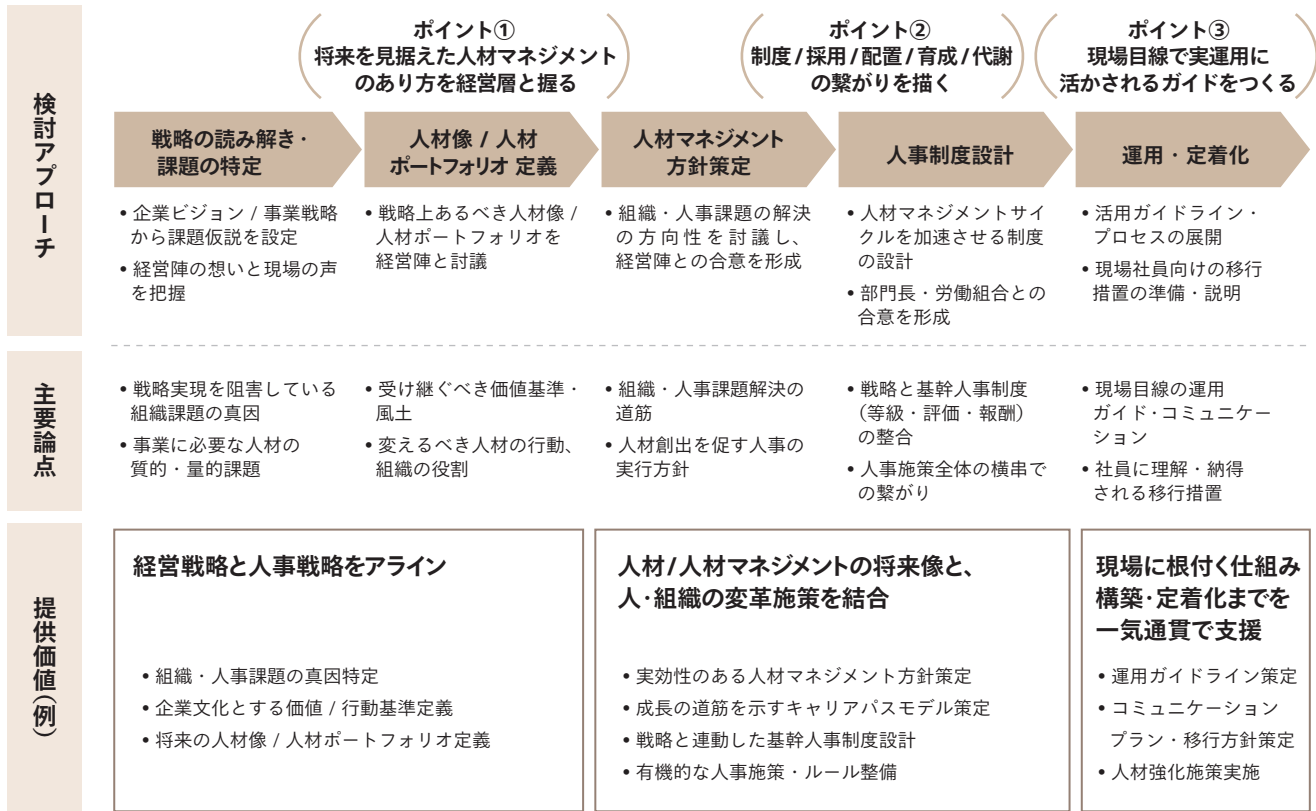 ポイント①
将来を見据えた人材マネジメント
のあり方を経営層と握る
ポイント②
制度/採用/配置/育成/代謝
の繋がりを描く
ポイント③
現場目線で実運用に
活かされるガイドをつくる
検討アプローチ
戦略の読み解き・
課題の特定
人材像 / 人材
ポートフォリオ 定義
人材マネジメント
方針策定
人事制度設計
運用・定着化
• 企業ビジョン / 事業戦略
から課題仮説を設定
• 経営陣の想いと現場の声
を把握
• 戦略上あるべき人材像 /
人材ポートフォリオを
経営陣と討議
• 組織・人事課題の解決
の方向性を討議し、
経営陣との合意を形成
• 人材マネジメントサイ
クルを加速させる制度
の設計
• 部門長・労働組合との
合意を形成
• 活用ガイドライン・
プロセスの展開
• 現場社員向けの移行
措置の準備・説明
主要論点
• 戦略実現を阻害している
組織課題の真因
• 事業に必要な人材の
質的・量的課題
• 受け継ぐべき価値基準・
風土
• 変えるべき人材の行動、
組織の役割
• 組織・人事課題解決の
道筋
• 人材創出を促す人事の
実行方針
• 戦略と基幹人事制度
(等級・評価・報酬)
の整合
• 人事施策全体の横串で
の繋がり
• 現場目線の運用
ガイド・コミュニケー
ション
• 社員に理解・納得
される移行措置
提供価値(例)
経営戦略と人事戦略をアライン
• 組織・人事課題の真因特定
• 企業文化とする価値 / 行動基準定義
• 将来の人材像 / 人材ポートフォリオ定義
人材/人材マネジメントの将来像と、
人・組織の変革施策を結合
• 実効性のある人材マネジメント方針策定
• 成長の道筋を示すキャリアパスモデル策定
• 戦略と連動した基幹人事制度設計
• 有機的な人事施策・ルール整備
現場に根付く仕組み
構築・定着化までを
一気通貫で支援
• 運用ガイドライン策定
• コミュニケーション
プラン・移行方針策定
• 人材強化施策実施